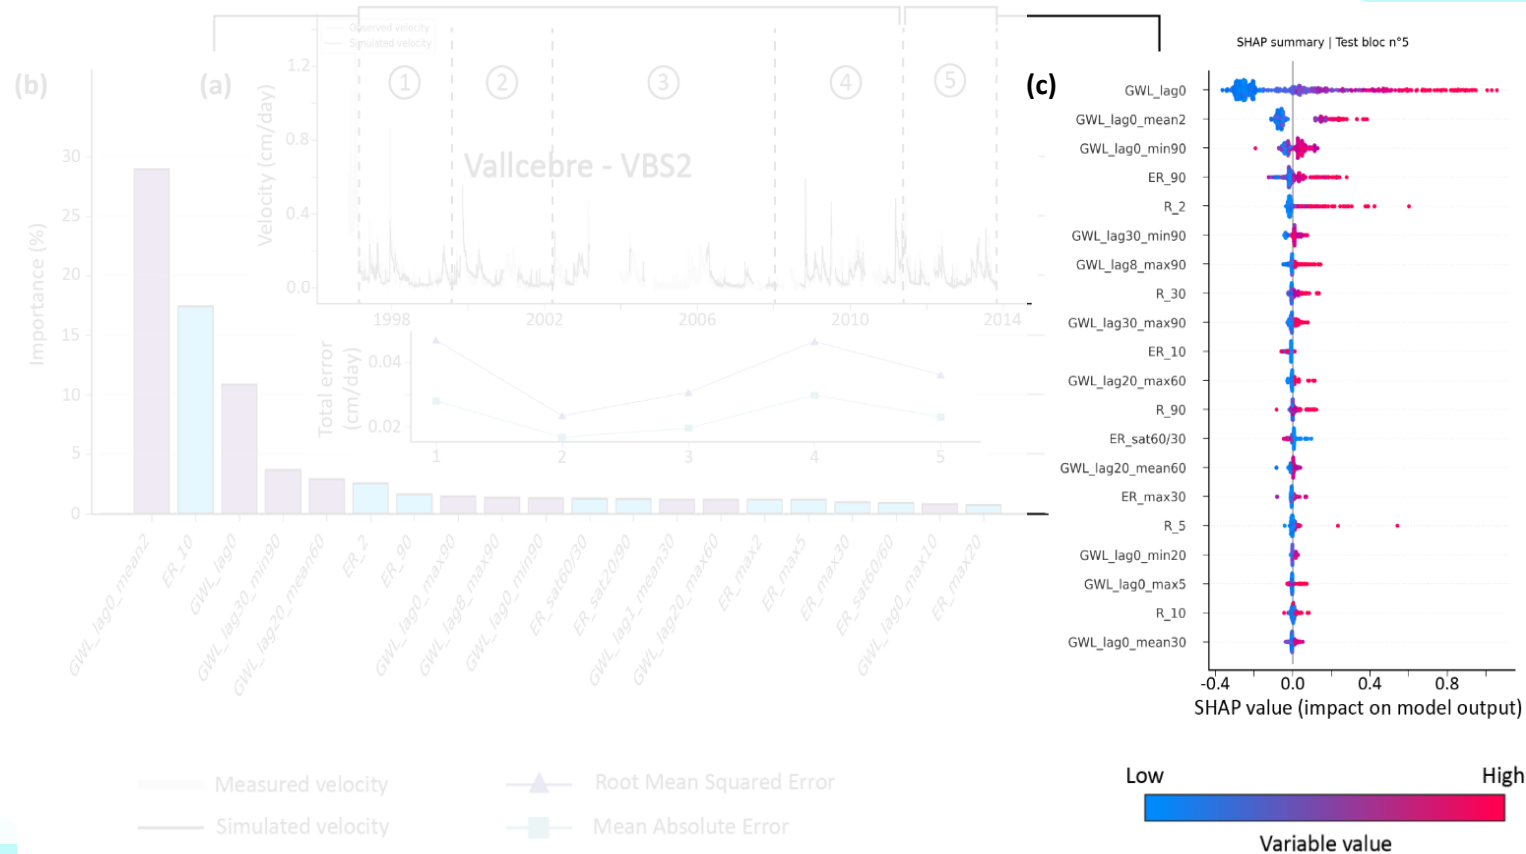 (b)
(a)
Observed velocity
Simulated velocity
1
2
3
4
5
Vallcebre - VBS2
Velocity (cm/day)
1.2
0.8
0.4
0.0
1998
2002
2006
2010
2014
Importance (%)
30
25
20
15
10
5
0
Total error
(cm/day)
0.04
0.02
1
2
3
4
5
GWL_lag0_mean2
ER_10
GWL_lag0
GWL_lag30_min90
GWL_lag20_mean60
ER_2
ER_90
GWL_lag0_max90
GWL_lag8_max90
GWL_lag0_min90
ER_sat60/30
ER_sat20/90
GWL_lag1_mean30
GWL_lag20_max60
ER_max2
ER_max5
ER_max30
ER_sat60/60
GWL_lag0_max10
ER_max20
Measured velocity
Simulated velocity
Root Mean Squared Error
Mean Absolute Error
(c)
SHAP summary | Test bloc n°5
GWL_lag0
GWL_lag0_mean2
GWL_lag0_min90
ER_90
R_2
GWL_lag30_min90
GWL_lag8_max90
R_30
GWL_lag30_max90
ER_10
GWL_lag20_max60
R_90
ER_sat60/30
GWL_lag20_mean60
ER_max30
R_5
GWL_lag0_min20
GWL_lag0_max5
R_10
GWL_lag0_mean30
-0.4
0.0
0.4
0.8
SHAP value (impact on model output)
Low
High
Variable value